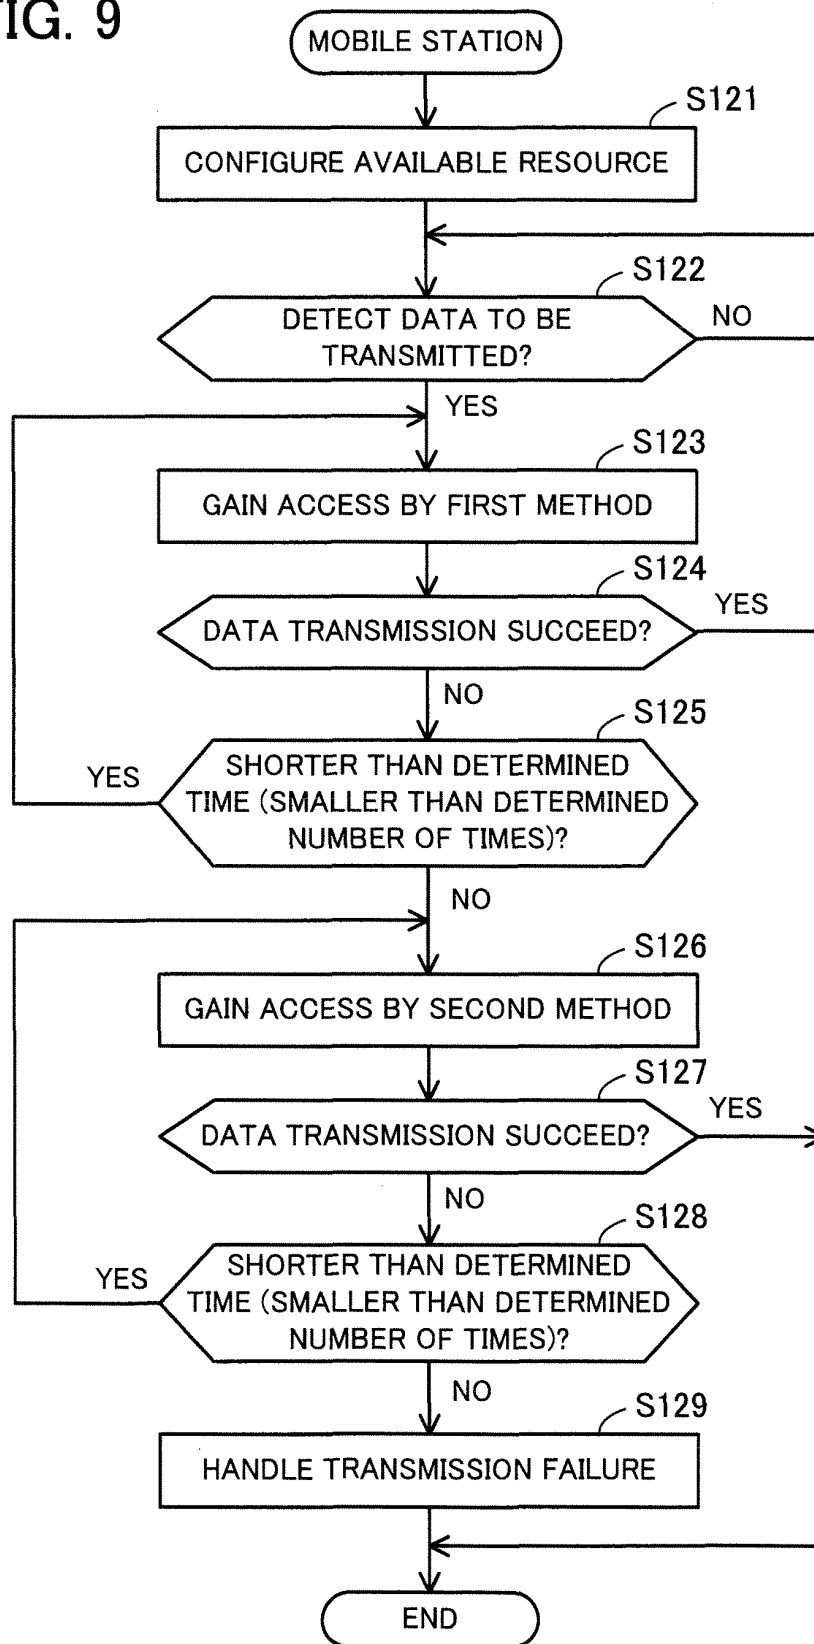 FIG. 9
MOBILE STATION
S121
CONFIGURE AVAILABLE RESOURCE
S122
DETECT DATA TO BE
TRANSMITTED?
NO
YES
S123
GAIN ACCESS BY FIRST METHOD
S124
DATA TRANSMISSION SUCCEED?
YES
NO
S125
SHORTER THAN DETERMINED
TIME (SMALLER THAN DETERMINED
NUMBER OF TIMES)?
YES
NO
S126
GAIN ACCESS BY SECOND METHOD
S127
DATA TRANSMISSION SUCCEED?
YES
NO
S128
SHORTER THAN DETERMINED
TIME (SMALLER THAN DETERMINED
NUMBER OF TIMES)?
YES
NO
S129
HANDLE TRANSMISSION FAILURE
END